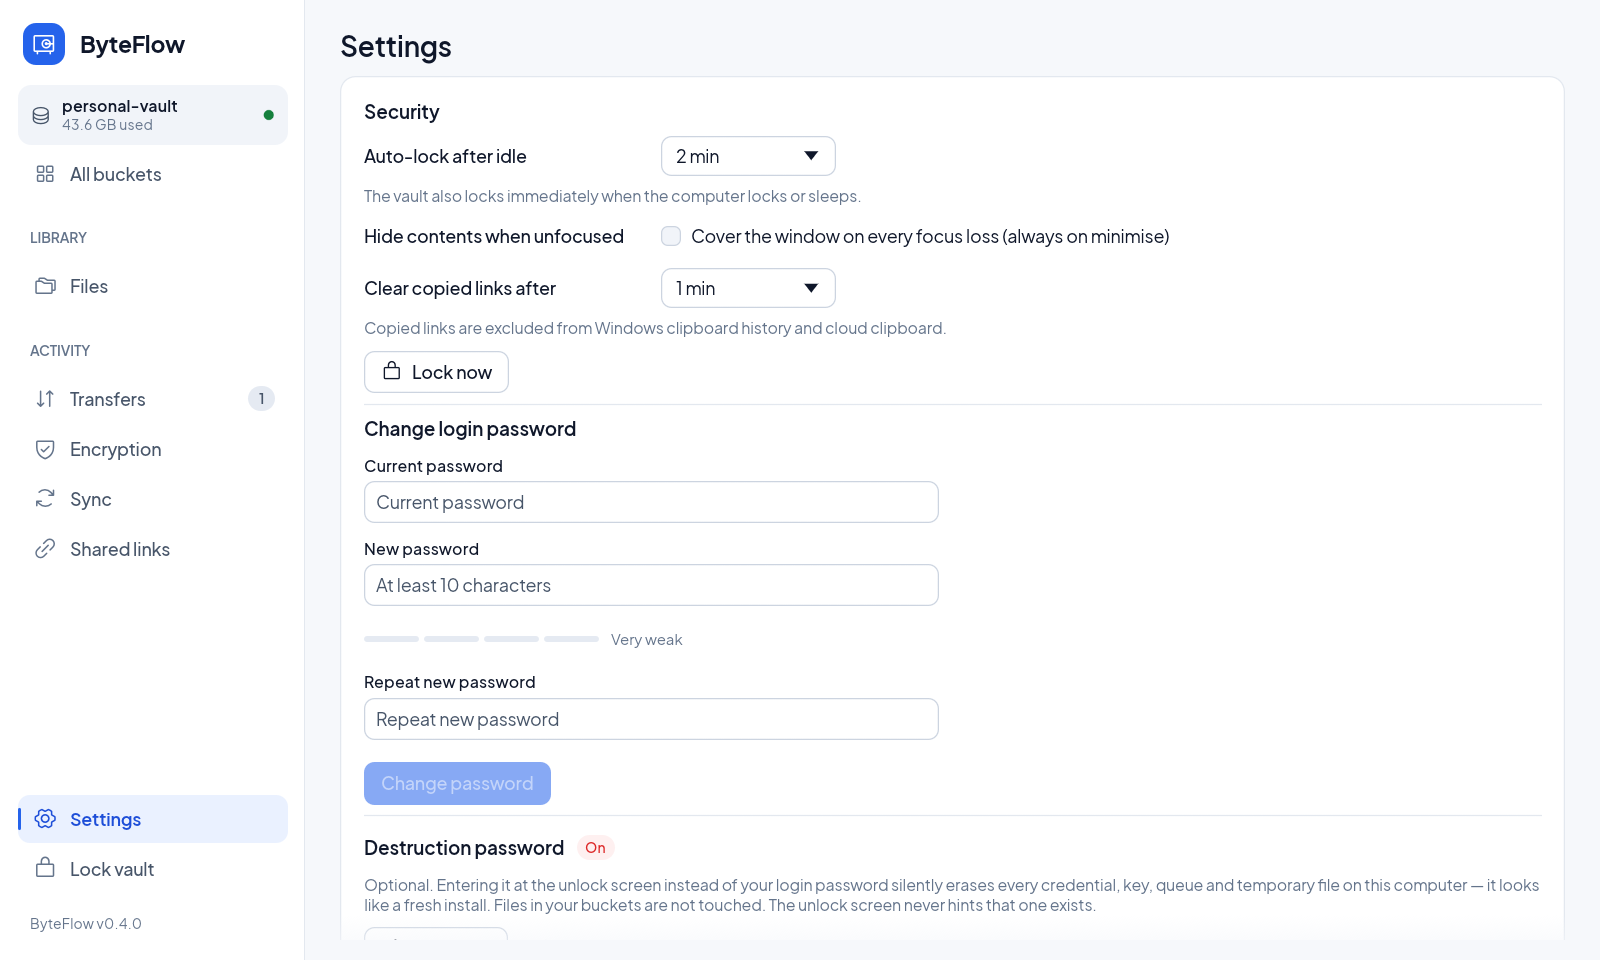 ByteFlow
personal-vault
43.6 GB used
All buckets
LIBRARY
Files
ACTIVITY
Transfers 1
Encryption
Sync
Shared links
Settings
Lock vault
ByteFlow v0.4.0
Settings
Security
Auto-lock after idle 2 min
The vault also locks immediately when the computer locks or sleeps.
Hide contents when unfocused Cover the window on every focus loss (always on minimise)
Clear copied links after 1 min
Copied links are excluded from Windows clipboard history and cloud clipboard.
Lock now
Change login password
Current password
Current password
New password
At least 10 characters
Very weak
Repeat new password
Repeat new password
Change password
Destruction password On
Optional. Entering it at the unlock screen instead of your login password silently erases every credential, key, queue and temporary file on this computer — it looks
like a fresh install. Files in your buckets are not touched. The unlock screen never hints that one exists.